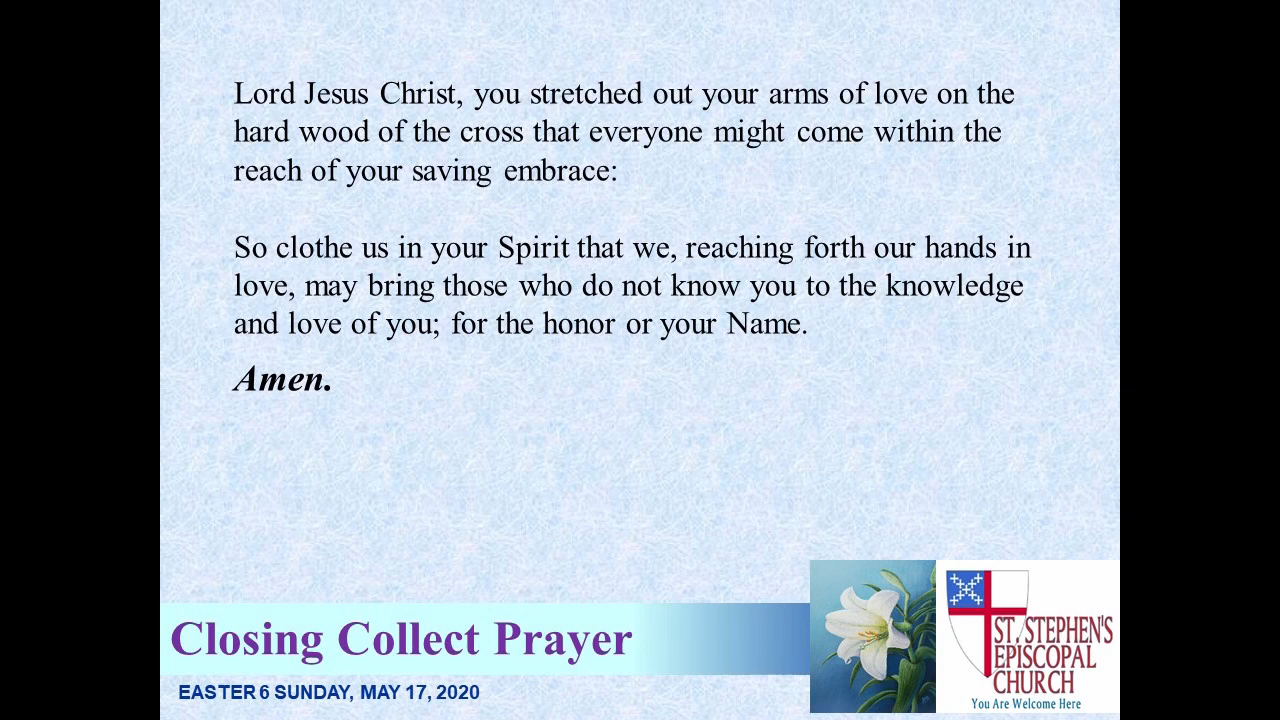 Lord Jesus Christ, you stretched out your arms of love on the
hard wood of the cross that everyone might come within the
reach of your saving embrace:
So clothe us in your Spirit that we, reaching forth our hands in
love, may bring those who do not know you to the knowledge
and love of you; for the honor or your Name.
Amen.
Closing Collect Prayer
EASTER 6 SUNDAY, MAY 17, 2020
ST. STEPHEN'S
EPISCOPAL
CHURCH
You Are Welcome Here